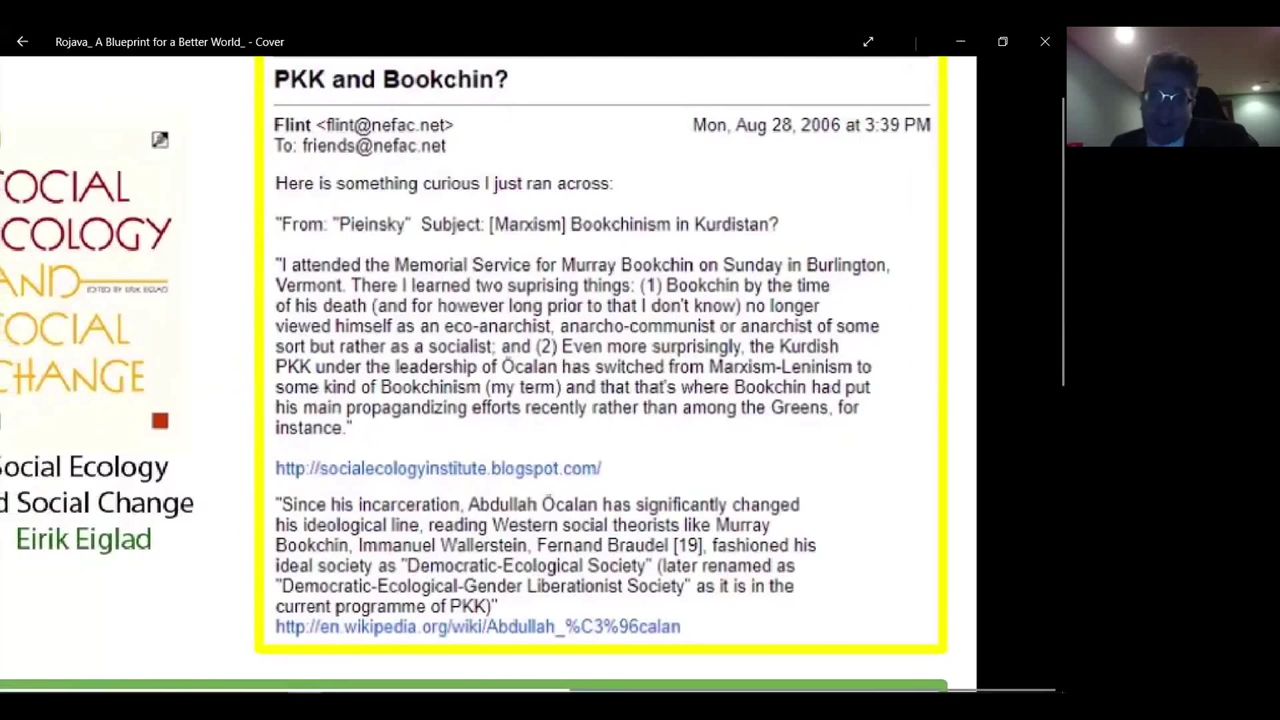 Rojava_ A Blueprint for a Better World_ - Cover
PKK and Bookchin?
Flint <flint@nefac.net>
Mon, Aug 28, 2006 at 3:39 PM
To: friends@nefac.net
Here is something curious I just ran across:
"From: "Pieinsky" Subject: [Marxism] Bookchinism in Kurdistan?
"I attended the Memorial Service for Murray Bookchin on Sunday in Burlington,
Vermont. There I learned two suprising things: (1) Bookchin by the time
of his death (and for however long prior to that I don't know) no longer
viewed himself as an eco-anarchist, anarcho-communist or anarchist of some
sort but rather as a socialist; and (2) Even more surprisingly, the Kurdish
PKK under the leadership of Öcalan has switched from Marxism-Leninism to
some kind of Bookchinism (my term) and that that's where Bookchin had put
his main propagandizing efforts recently rather than among the Greens, for
instance."
http://socialecologyinstitute.blogspot.com/
"Since his incarceration, Abdullah Öcalan has significantly changed
his ideological line, reading Western social theorists like Murray
Bookchin, Immanuel Wallerstein, Fernand Braudel [19], fashioned his
ideal society as "Democratic-Ecological Society" (later renamed as
"Democratic-Ecological-Gender Liberationist Society" as it is in the
current programme of PKK)"
http://en.wikipedia.org/wiki/Abdullah_%C3%96calan
OCIAL
COLOGY
AND
EDITED BY EIRIK EIGLAD
OCIAL
CHANGE
ocial Ecology
d Social Change
Eirik Eiglad